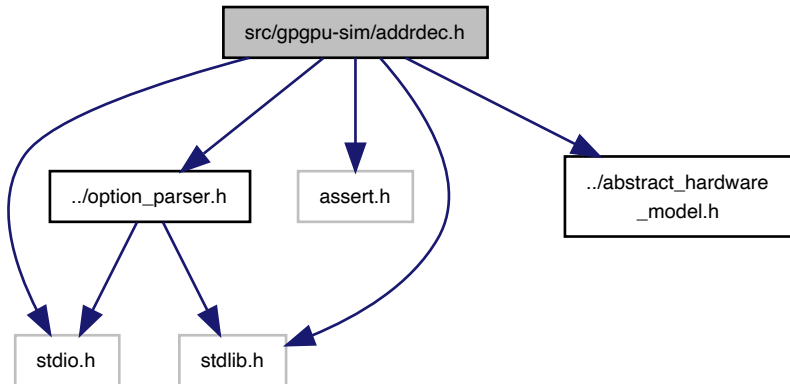 src/gpgpu-sim/addrdec.h
../option_parser.h
assert.h
../abstract_hardware
_model.h
stdio.h
stdlib.h